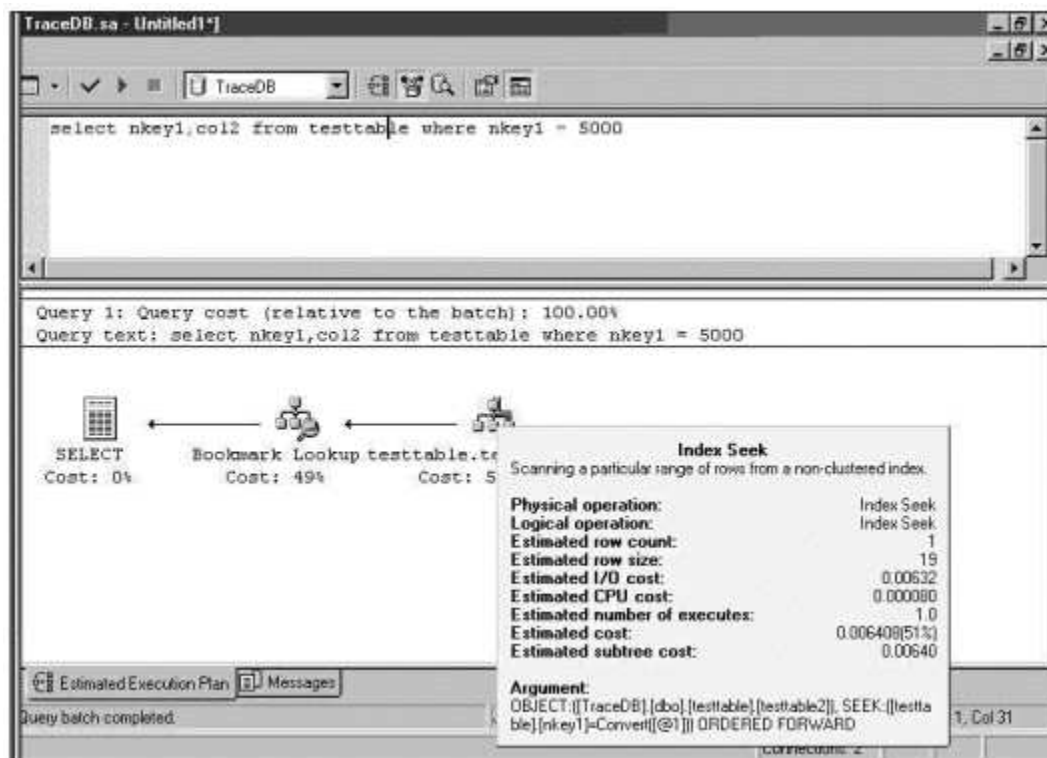 TraceDB.sa - Untitled1*]
TraceDB
select nkey1,col2 from testtable where nkey1 = 5000
Query 1: Query cost (relative to the batch): 100.00%
Query text: select nkey1,col2 from testtable where nkey1 = 5000
SELECT
Cost: 0%
Bookmark Lookup
Cost: 49%
testtable.te
Cost: 5
Index Seek
Scanning a particular range of rows from a non-clustered index.
Physical operation: Index Seek
Logical operation: Index Seek
Estimated row count: 1
Estimated row size: 19
Estimated I/O cost: 0.00632
Estimated CPU cost: 0.000080
Estimated number of executes: 1.0
Estimated cost: 0.006408(51%)
Estimated subtree cost: 0.00640
Argument:
OBJECT:([TraceDB].[dbo].[testtable].[testtable2]), SEEK:([testta
ble].[nkey1]=Convert([@1])) ORDERED FORWARD
Estimated Execution Plan Messages
Query batch completed.
1, Col 31
Connections: 2